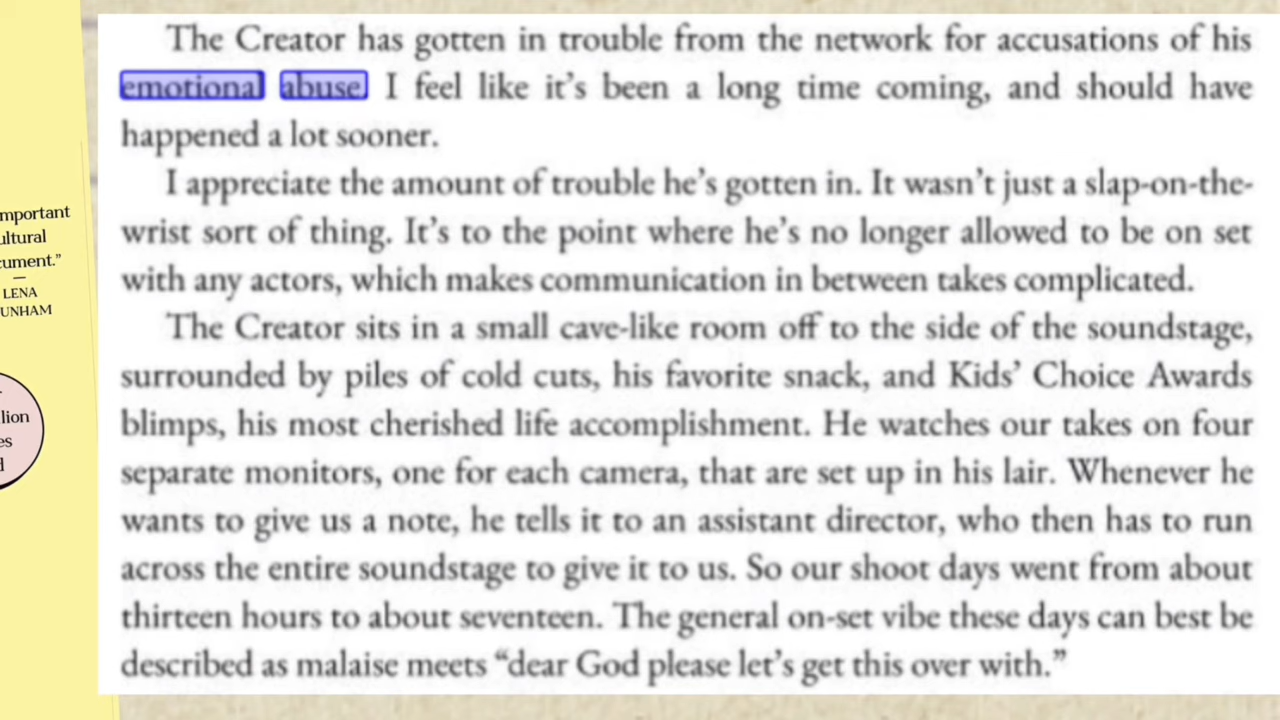 mportant
ultural
cument.”
—
LENA
UNHAM
lion
es
The Creator has gotten in trouble from the network for accusations of his
emotional abuse. I feel like it’s been a long time coming, and should have
happened a lot sooner.
I appreciate the amount of trouble he’s gotten in. It wasn’t just a slap-on-the-
wrist sort of thing. It’s to the point where he’s no longer allowed to be on set
with any actors, which makes communication in between takes complicated.
The Creator sits in a small cave-like room off to the side of the soundstage,
surrounded by piles of cold cuts, his favorite snack, and Kids’ Choice Awards
blimps, his most cherished life accomplishment. He watches our takes on four
separate monitors, one for each camera, that are set up in his lair. Whenever he
wants to give us a note, he tells it to an assistant director, who then has to run
across the entire soundstage to give it to us. So our shoot days went from about
thirteen hours to about seventeen. The general on-set vibe these days can best be
described as malaise meets “dear God please let’s get this over with.”